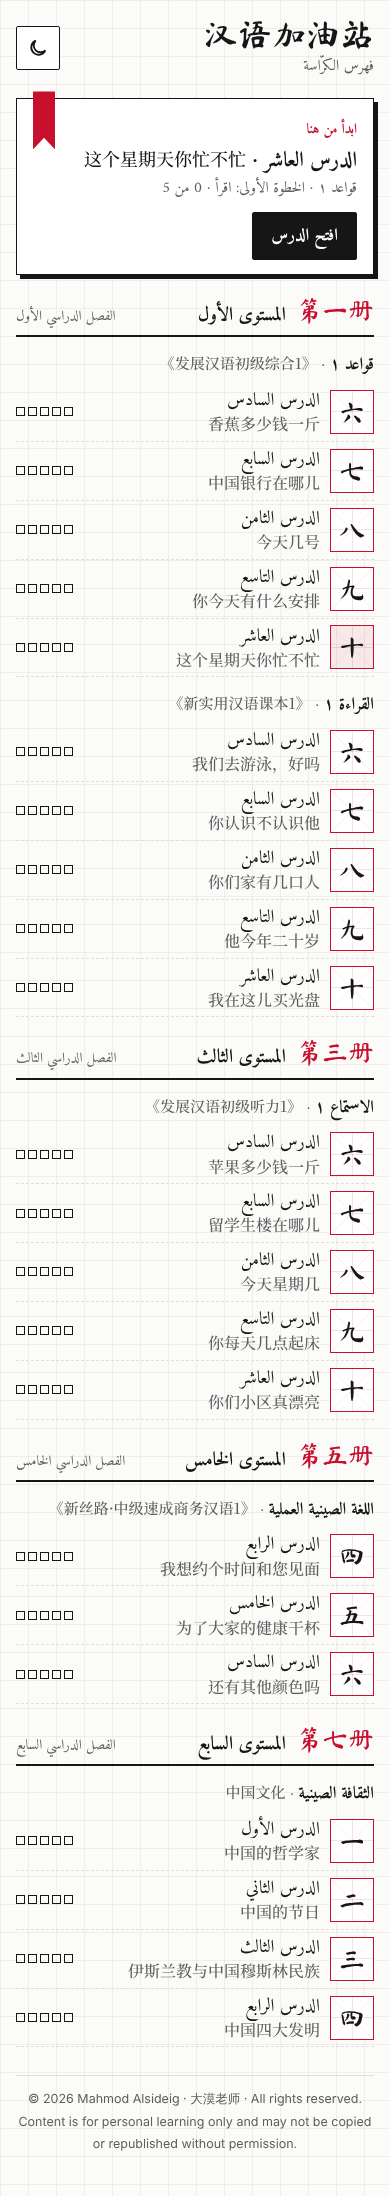 汉语加油站
فهرس الكرّاسة
ابدأ من هنا
الدرس العاشر · 这个星期天你忙不忙
قواعد ١ · الخطوة الأولى: اقرأ · 0 من 5
افتح الدرس
第一册 المستوى الأول الفصل الدراسي الأول
قواعد ١ · 《发展汉语初级综合1》
六 الدرس السادس
香蕉多少钱一斤
七 الدرس السابع
中国银行在哪儿
八 الدرس الثامن
今天几号
九 الدرس التاسع
你今天有什么安排
十 الدرس العاشر
这个星期天你忙不忙
القراءة ١ · 《新实用汉语课本1》
六 الدرس السادس
我们去游泳，好吗
七 الدرس السابع
你认识不认识他
八 الدرس الثامن
你们家有几口人
九 الدرس التاسع
他今年二十岁
十 الدرس العاشر
我在这儿买光盘
第三册 المستوى الثالث الفصل الدراسي الثالث
الاستماع ١ · 《发展汉语初级听力1》
六 الدرس السادس
苹果多少钱一斤
七 الدرس السابع
留学生楼在哪儿
八 الدرس الثامن
今天星期几
九 الدرس التاسع
你每天几点起床
十 الدرس العاشر
你们小区真漂亮
第五册 المستوى الخامس الفصل الدراسي الخامس
اللغة الصينية العملية · 《新丝路·中级速成商务汉语1》
四 الدرس الرابع
我想约个时间和您见面
五 الدرس الخامس
为了大家的健康干杯
六 الدرس السادس
还有其他颜色吗
第七册 المستوى السابع الفصل الدراسي السابع
الثقافة الصينية · 中国文化
一 الدرس الأول
中国的哲学家
二 الدرس الثاني
中国的节日
三 الدرس الثالث
伊斯兰教与中国穆斯林民族
四 الدرس الرابع
中国四大发明
© 2026 Mahmod Alsideig · 大漠老师 · All rights reserved.
Content is for personal learning only and may not be copied
or republished without permission.